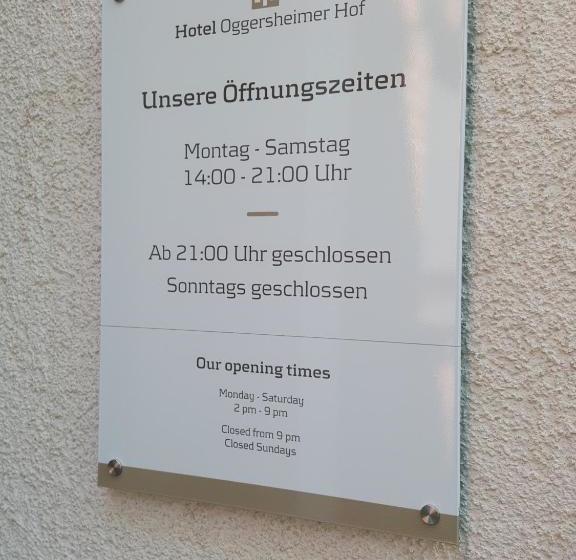 Hotel Oggersheimer Hof
Unsere Öffnungszeiten
Montag - Samstag
14:00 - 21:00 Uhr
Ab 21:00 Uhr geschlossen
Sonntags geschlossen
Our opening times
Monday - Saturday
2 pm - 9 pm
Closed from 9 pm
Closed Sundays